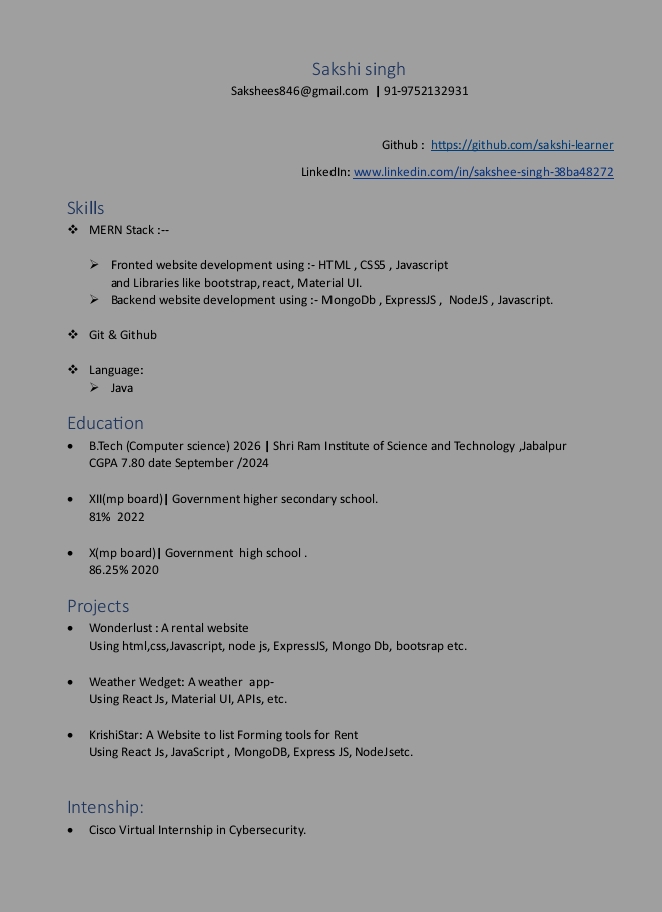 Sakshi singh
Sakshees846@gmail.com | 91-9752132931
Github : https://github.com/sakshi-learner
LinkedIn: www.linkedin.com/in/sakshee-singh-38ba48272
Skills
❖ MERN Stack :--
➢ Fronted website development using :- HTML , CSS5 , Javascript
and Libraries like bootstrap, react, Material UI.
➢ Backend website development using :- MongoDb , ExpressJS , NodeJS , Javascript.
❖ Git & Github
❖ Language:
➢ Java
Education
• B.Tech (Computer science) 2026 | Shri Ram Institute of Science and Technology ,Jabalpur
CGPA 7.80 date September /2024
• XII(mp board)| Government higher secondary school.
81% 2022
• X(mp board)| Government high school .
86.25% 2020
Projects
• Wonderlust : A rental website
Using html,css,Javascript, node js, ExpressJS, Mongo Db, bootsrap etc.
• Weather Wedget: A weather app-
Using React Js, Material UI, APIs, etc.
• KrishiStar: A Website to list Forming tools for Rent
Using React Js, JavaScript , MongoDB, Express JS, NodeJsetc.
Intenship:
• Cisco Virtual Internship in Cybersecurity.